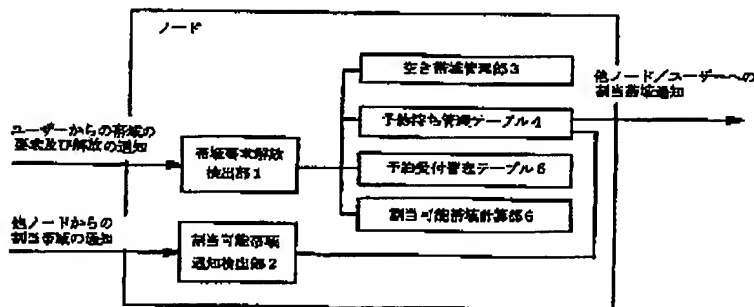 ノード
空き帯域管理部3
他ノード/ユーザーへの
割当帯域通知
予約待ち管理テーブル4
ユーザーからの帯域の
要求及び解放の通知
帯域要求解放
検出部1
予約受付管理テーブル5
割当可能帯域計算部6
他ノードからの
割当帯域の通知
割当可能帯域
通知検出部2